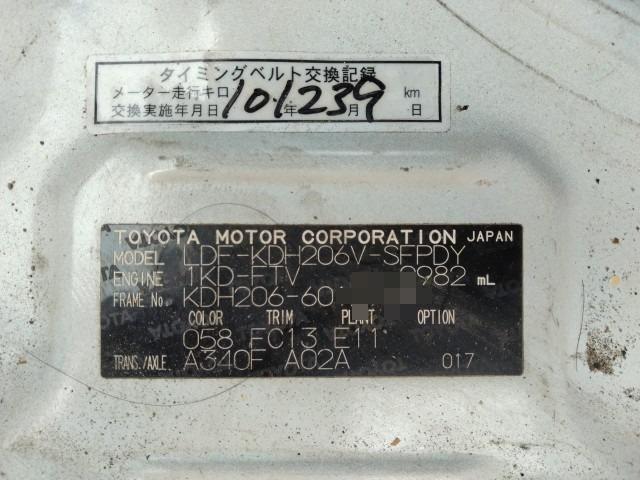 タイミングベルト交換記録
メーター走行キロ 101239 km
交換実施年月日 年 月 日
TOYOTA MOTOR CORPORATION JAPAN
MODEL LDF-KDH206V-SFPDY
ENGINE 1KD-FTV 982 mL
FRAME No. KDH206-60
COLOR TRIM PLANT OPTION
058 FC13 E11
TRANS./AXLE. A340F A02A 017